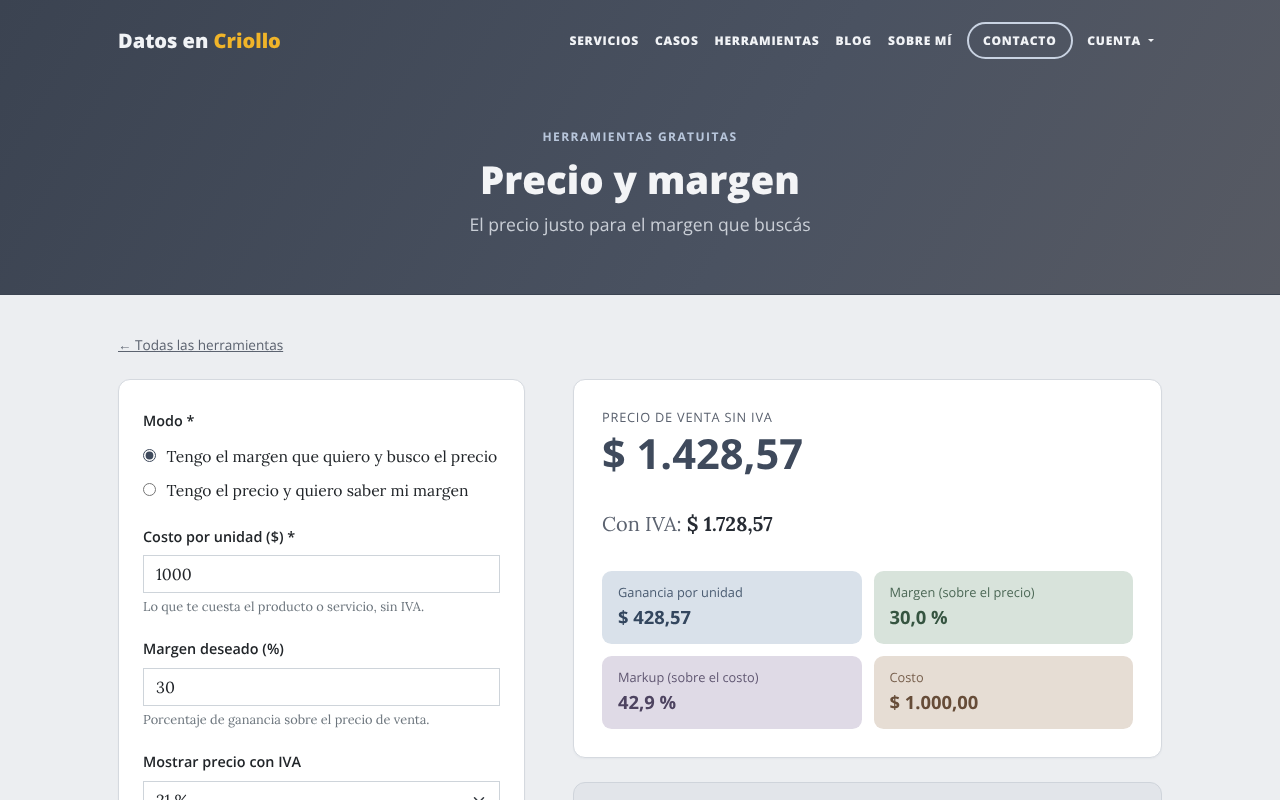 Datos en Criollo
SERVICIOS CASOS HERRAMIENTAS BLOG SOBRE MÍ CONTACTO CUENTA
HERRAMIENTAS GRATUITAS
Precio y margen
El precio justo para el margen que buscás
← Todas las herramientas
Modo *
Tengo el margen que quiero y busco el precio
Tengo el precio y quiero saber mi margen
Costo por unidad ($) *
1000
Lo que te cuesta el producto o servicio, sin IVA.
Margen deseado (%)
30
Porcentaje de ganancia sobre el precio de venta.
Mostrar precio con IVA
21 %
PRECIO DE VENTA SIN IVA
$ 1.428,57
Con IVA: $ 1.728,57
Ganancia por unidad
$ 428,57
Margen (sobre el precio)
30,0 %
Markup (sobre el costo)
42,9 %
Costo
$ 1.000,00